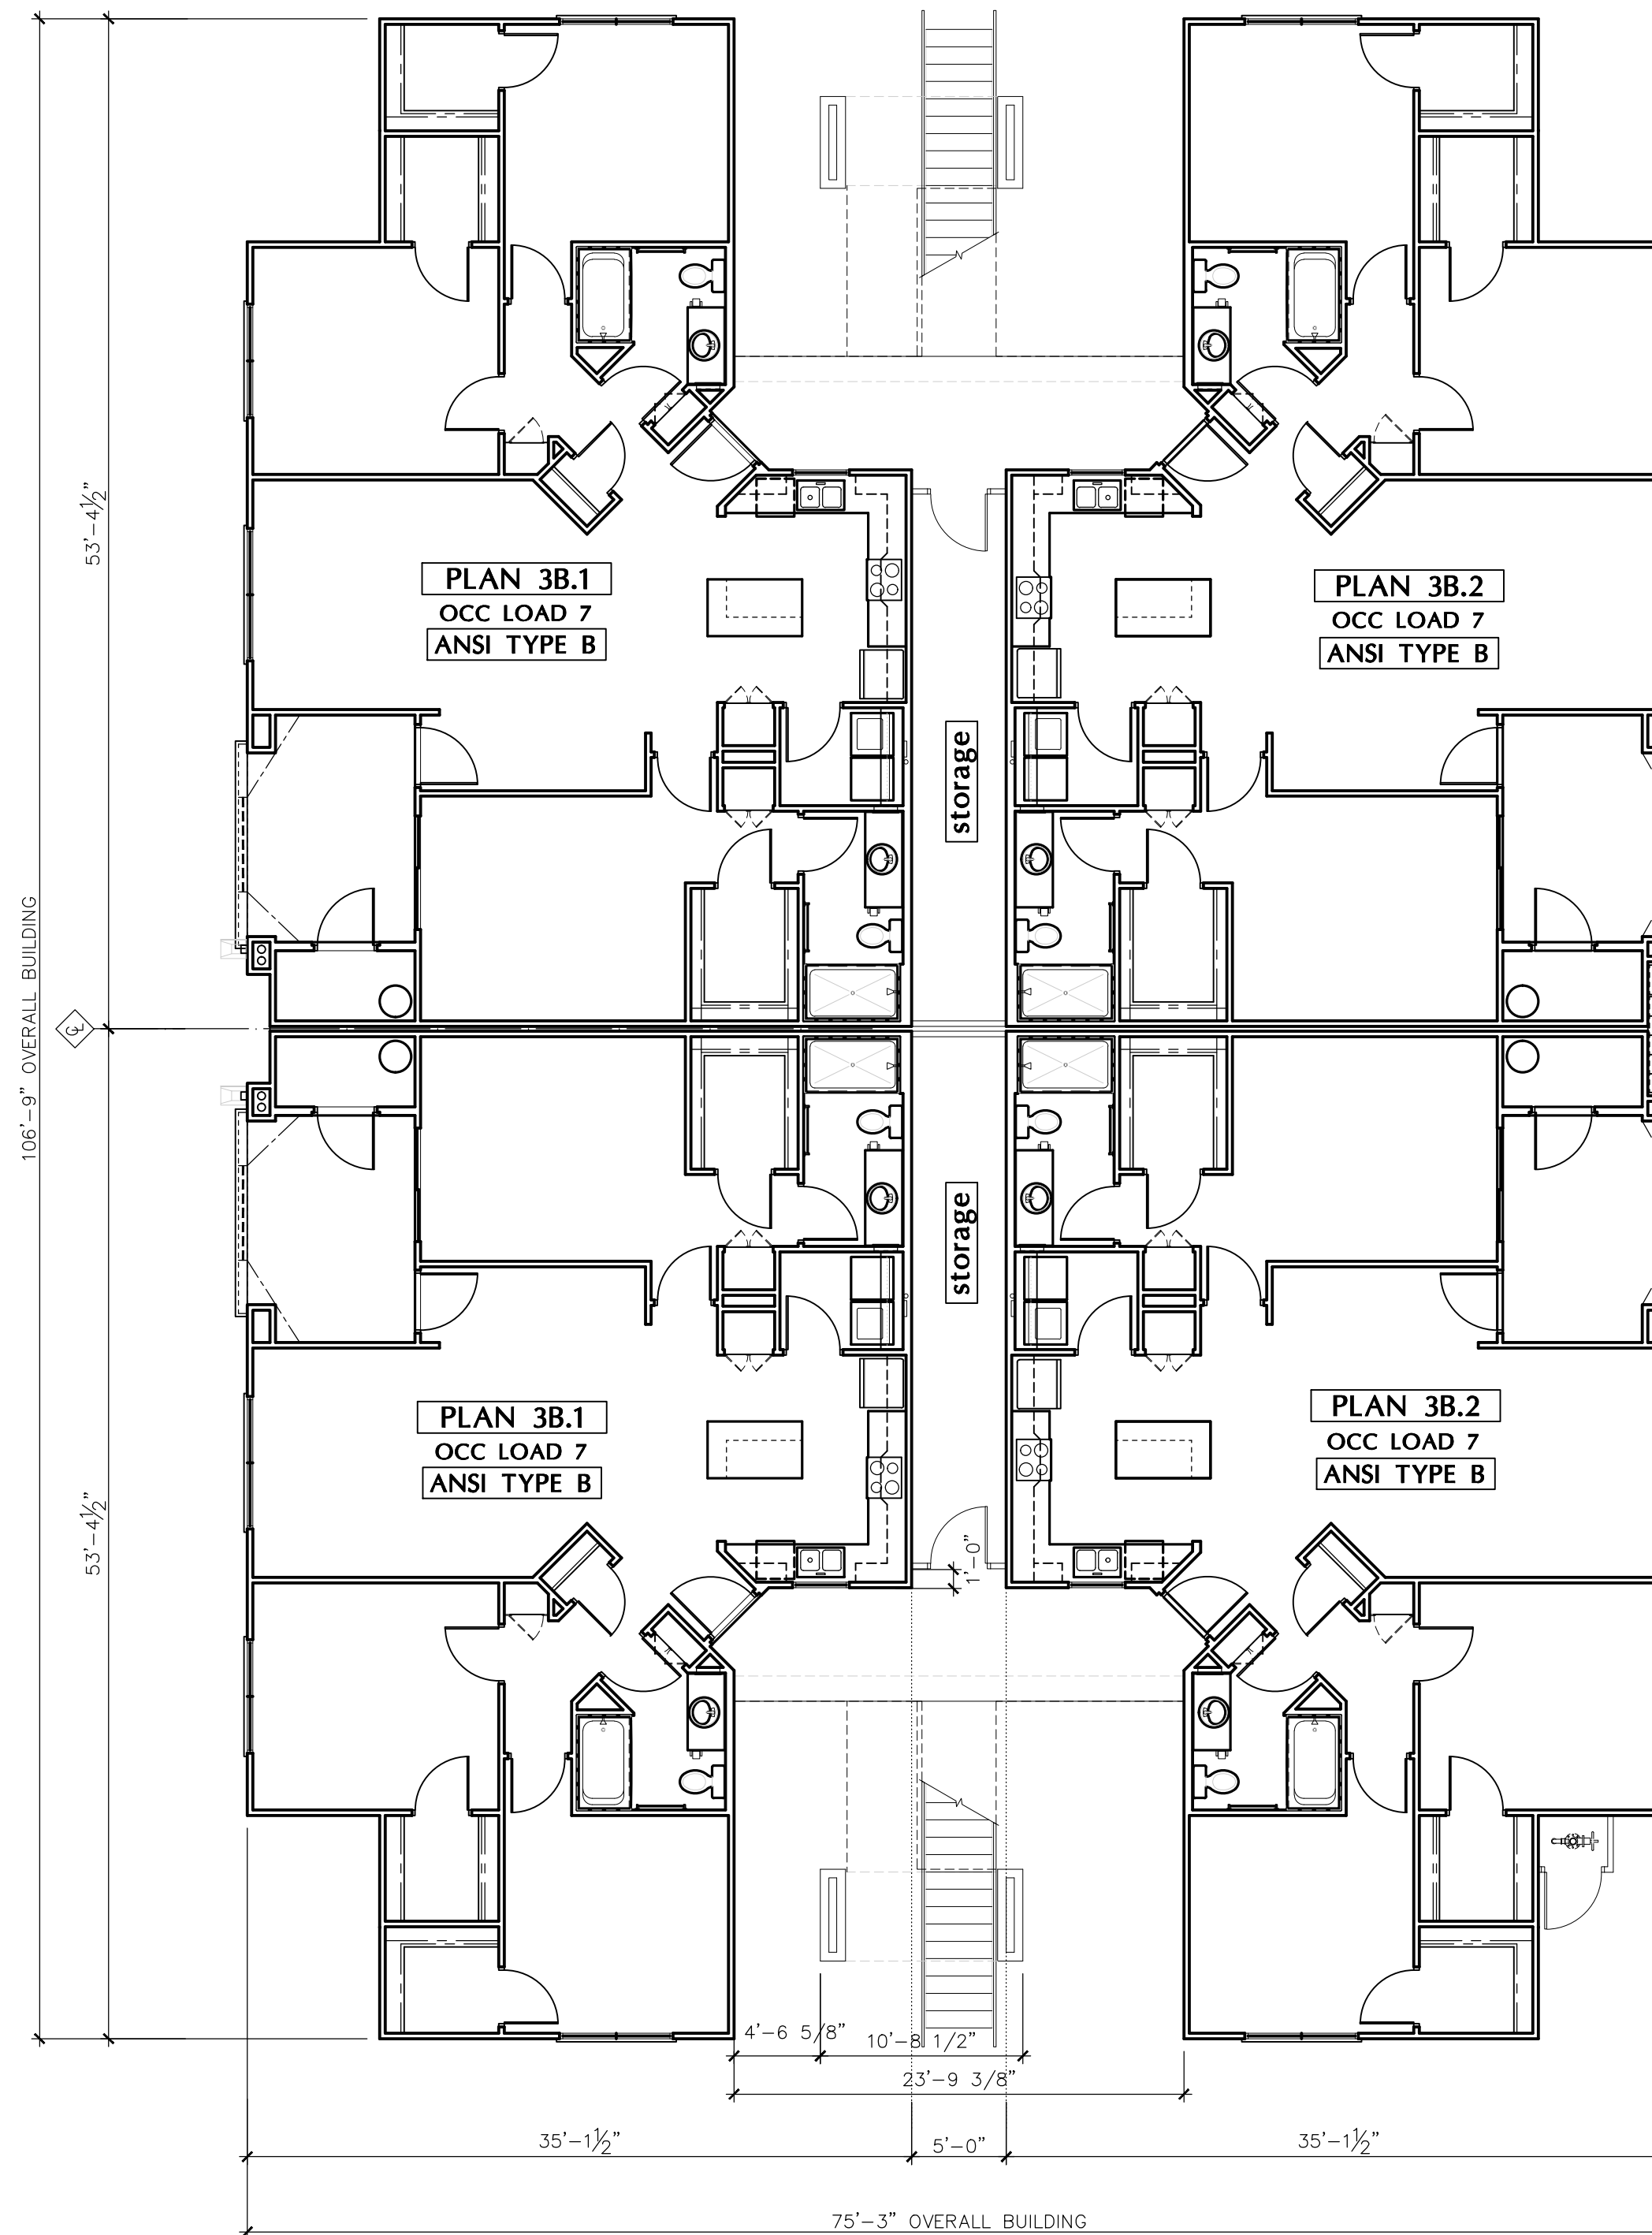 53'-4½"
106'-9" OVERALL BUILDING
CL
53'-4½"
PLAN 3B.1
OCC LOAD 7
ANSI TYPE B
PLAN 3B.2
OCC LOAD 7
ANSI TYPE B
storage
storage
PLAN 3B.1
OCC LOAD 7
ANSI TYPE B
PLAN 3B.2
OCC LOAD 7
ANSI TYPE B
1'-0"
4'-6 5/8"
10'-8 1/2"
23'-9 3/8"
35'-1½"
5'-0"
35'-1½"
75'-3" OVERALL BUILDING